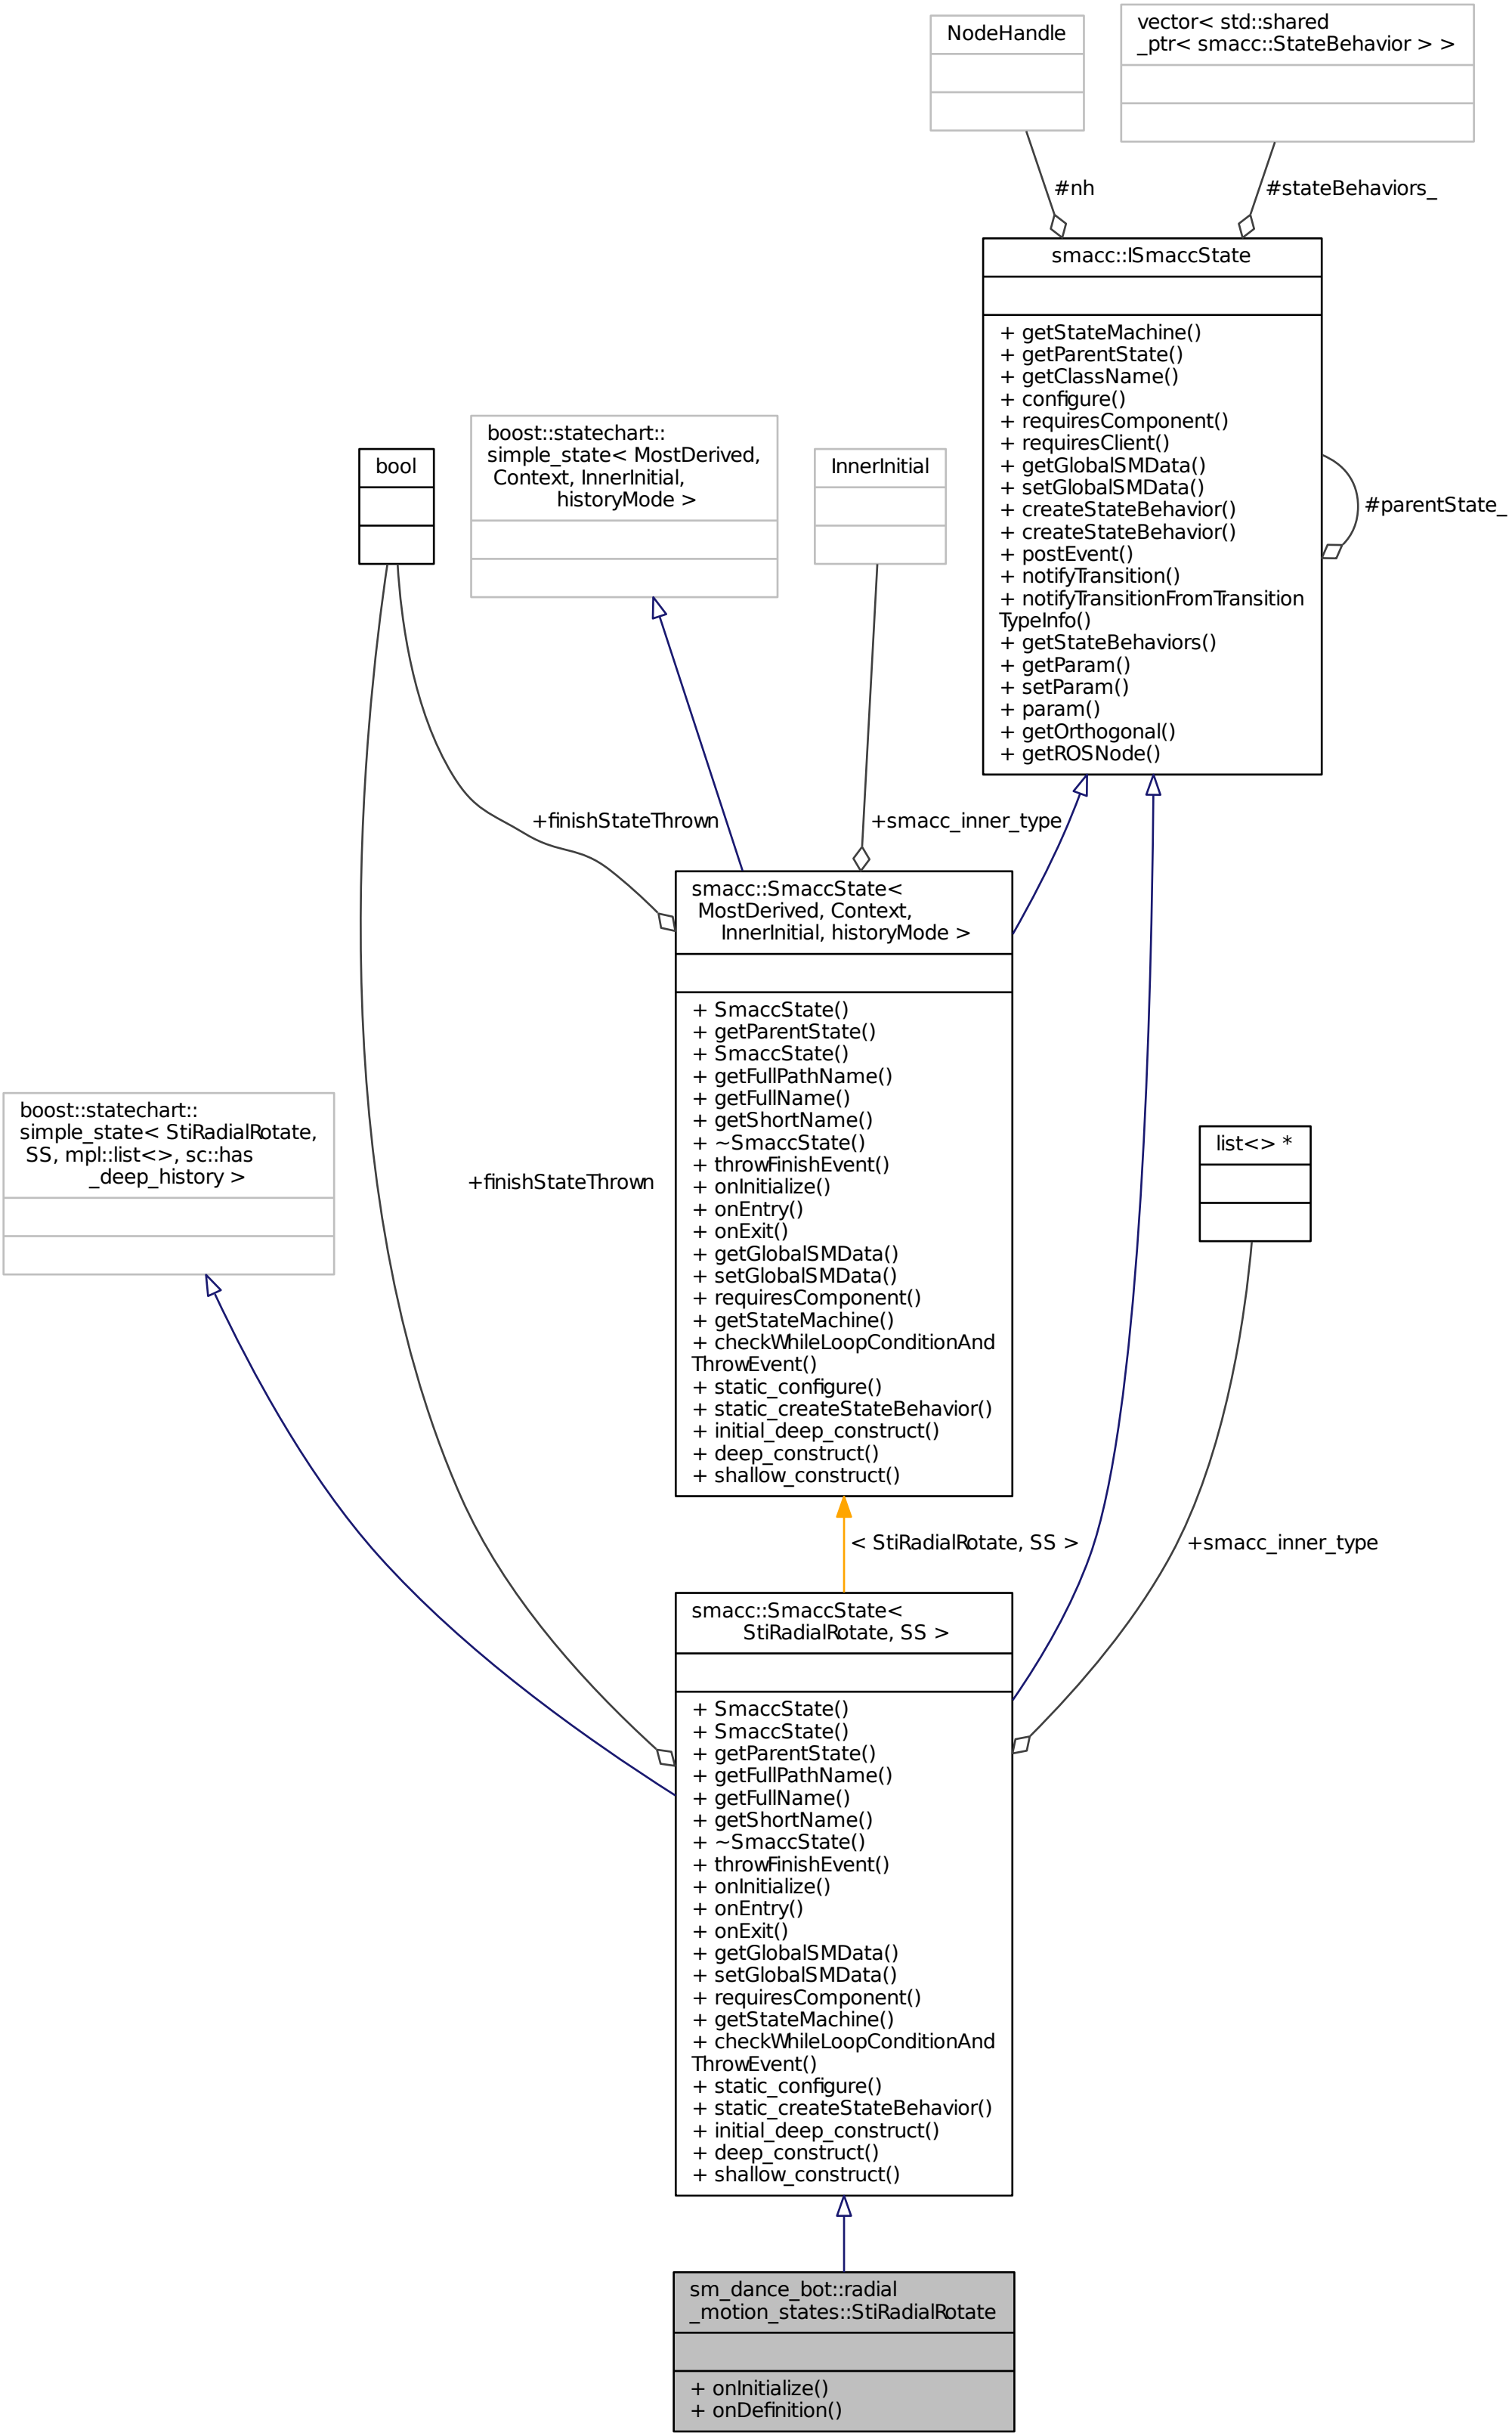 NodeHandle
vector< std::shared
_ptr< smacc::StateBehavior > >
#nh
#stateBehaviors_
smacc::ISmaccState
+ getStateMachine()
+ getParentState()
+ getClassName()
+ configure()
+ requiresComponent()
+ requiresClient()
+ getGlobalSMData()
+ setGlobalSMData()
+ createStateBehavior()
+ createStateBehavior()
+ postEvent()
+ notifyTransition()
+ notifyTransitionFromTransition
TypeInfo()
+ getStateBehaviors()
+ getParam()
+ setParam()
+ param()
+ getOrthogonal()
+ getROSNode()
#parentState_
bool
boost::statechart::
simple_state< MostDerived,
Context, InnerInitial,
historyMode >
InnerInitial
+finishStateThrown
+smacc_inner_type
smacc::SmaccState<
MostDerived, Context,
InnerInitial, historyMode >
+ SmaccState()
+ getParentState()
+ SmaccState()
+ getFullPathName()
+ getFullName()
+ getShortName()
+ ~SmaccState()
+ throwFinishEvent()
+ onInitialize()
+ onEntry()
+ onExit()
+ getGlobalSMData()
+ setGlobalSMData()
+ requiresComponent()
+ getStateMachine()
+ checkWhileLoopConditionAnd
ThrowEvent()
+ static_configure()
+ static_createStateBehavior()
+ initial_deep_construct()
+ deep_construct()
+ shallow_construct()
boost::statechart::
simple_state< StiRadialRotate,
SS, mpl::list<>, sc::has
_deep_history >
+finishStateThrown
list<> *
< StiRadialRotate, SS >
+smacc_inner_type
smacc::SmaccState<
StiRadialRotate, SS >
+ SmaccState()
+ SmaccState()
+ getParentState()
+ getFullPathName()
+ getFullName()
+ getShortName()
+ ~SmaccState()
+ throwFinishEvent()
+ onInitialize()
+ onEntry()
+ onExit()
+ getGlobalSMData()
+ setGlobalSMData()
+ requiresComponent()
+ getStateMachine()
+ checkWhileLoopConditionAnd
ThrowEvent()
+ static_configure()
+ static_createStateBehavior()
+ initial_deep_construct()
+ deep_construct()
+ shallow_construct()
sm_dance_bot::radial
_motion_states::StiRadialRotate
+ onInitialize()
+ onDefinition()